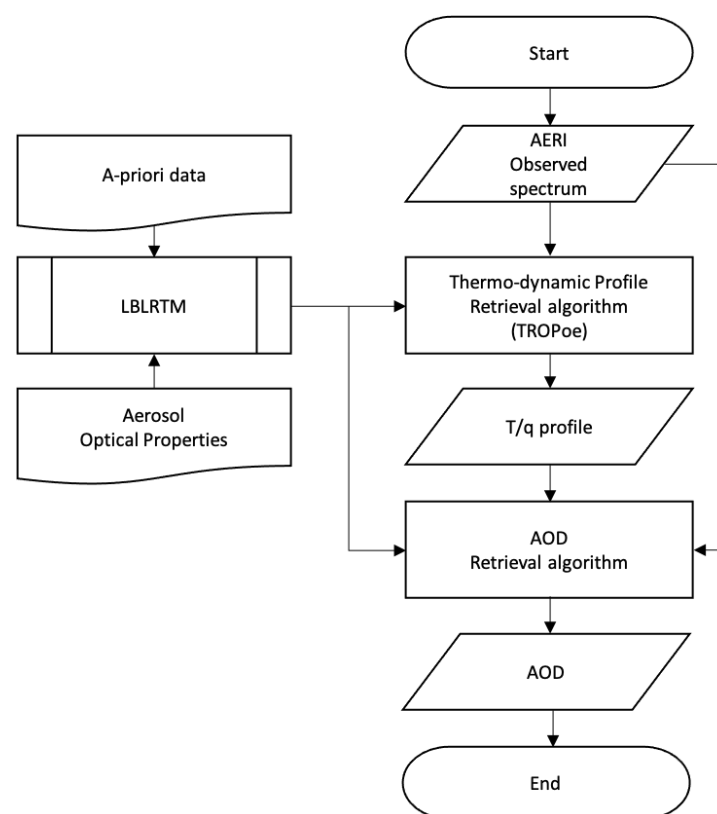 Start
AERI
Observed
spectrum
A-priori data
LBLRTM
Thermo-dynamic Profile
Retrieval algorithm
(TROPoe)
Aerosol
Optical Properties
T/q profile
AOD
Retrieval algorithm
AOD
End